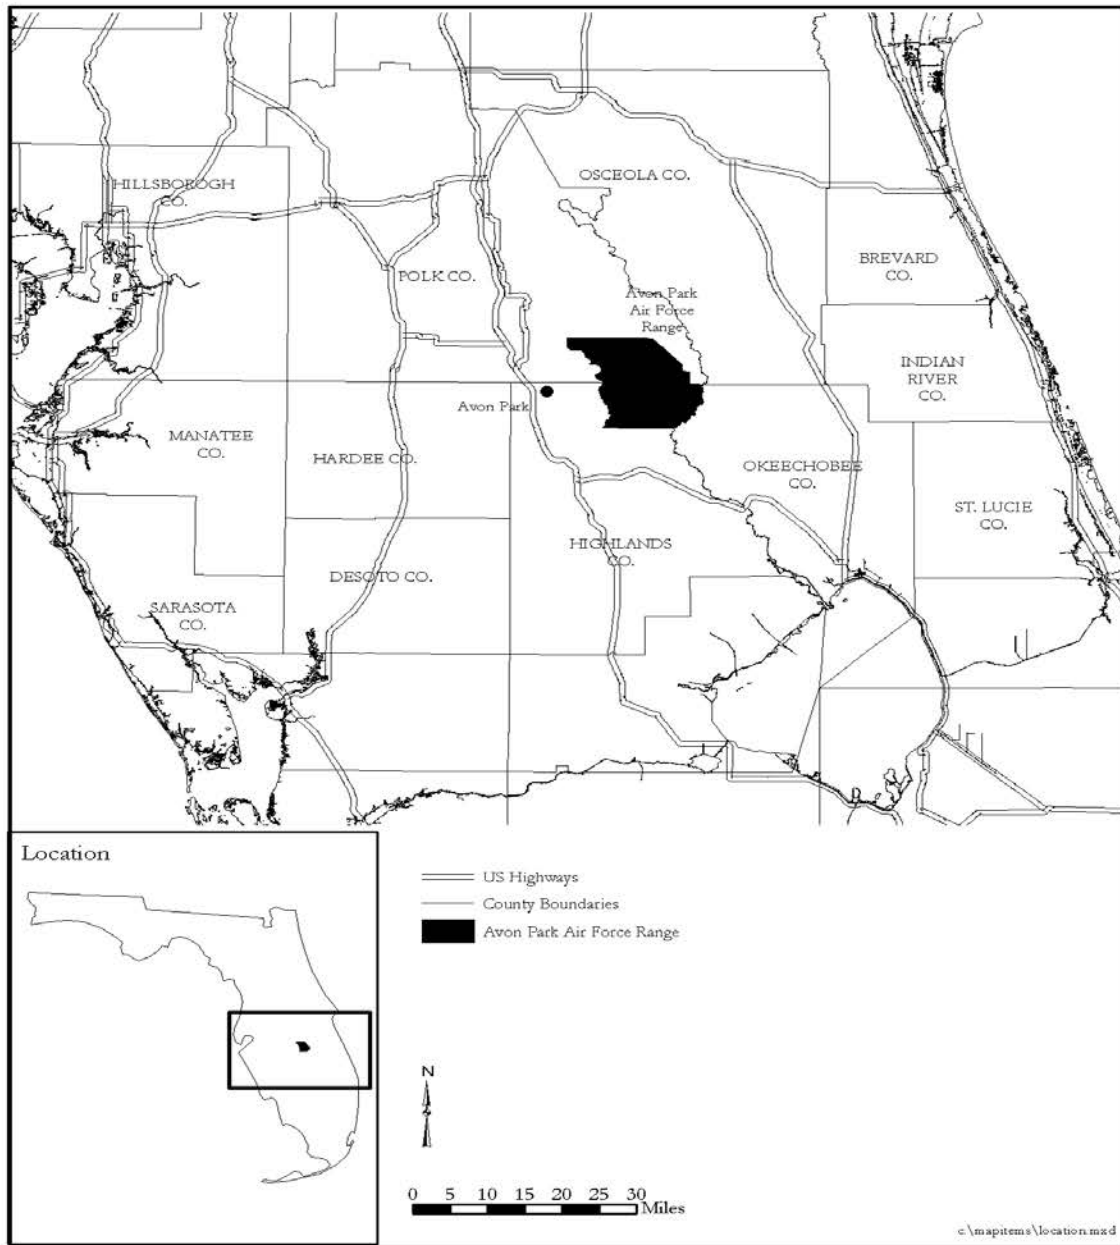 HILLSBOROGH
CO.
OSCEOLA CO.
BREVARD
CO.
POLK CO.
Avon Park
Air Force
Range
INDIAN
RIVER
CO.
Avon Park
MANATEE
CO.
HARDEE CO.
OKEECHOBEE
CO.
ST. LUCIE
CO.
HIGHLANDS
CO.
DESOTO CO.
SARASOTA
CO.
Location
US Highways
County Boundaries
Avon Park Air Force Range
N
0 5 10 15 20 25 30
Miles
c:\mapitems\location.mxd